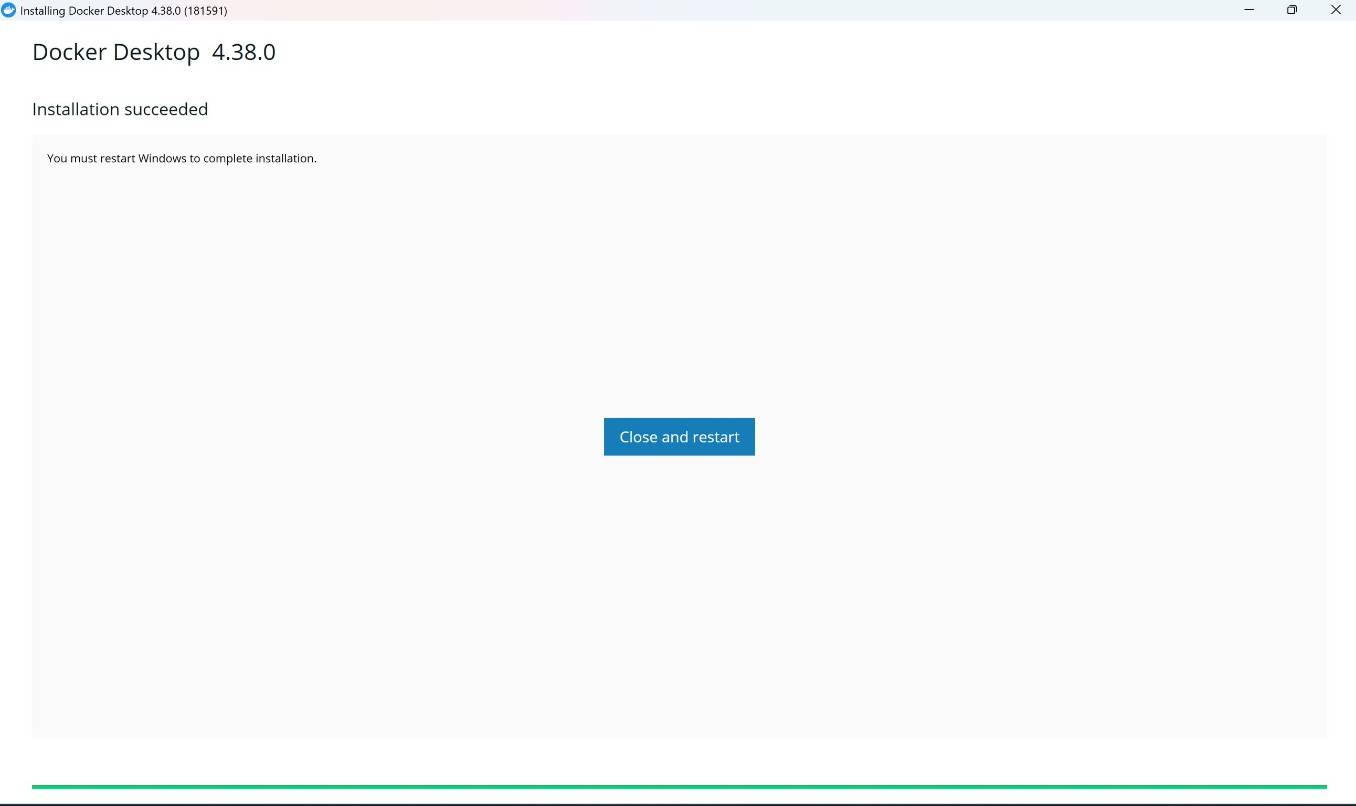 Installing Docker Desktop 4.38.0 (181591)
Docker Desktop 4.38.0
Installation succeeded
You must restart Windows to complete installation.
Close and restart